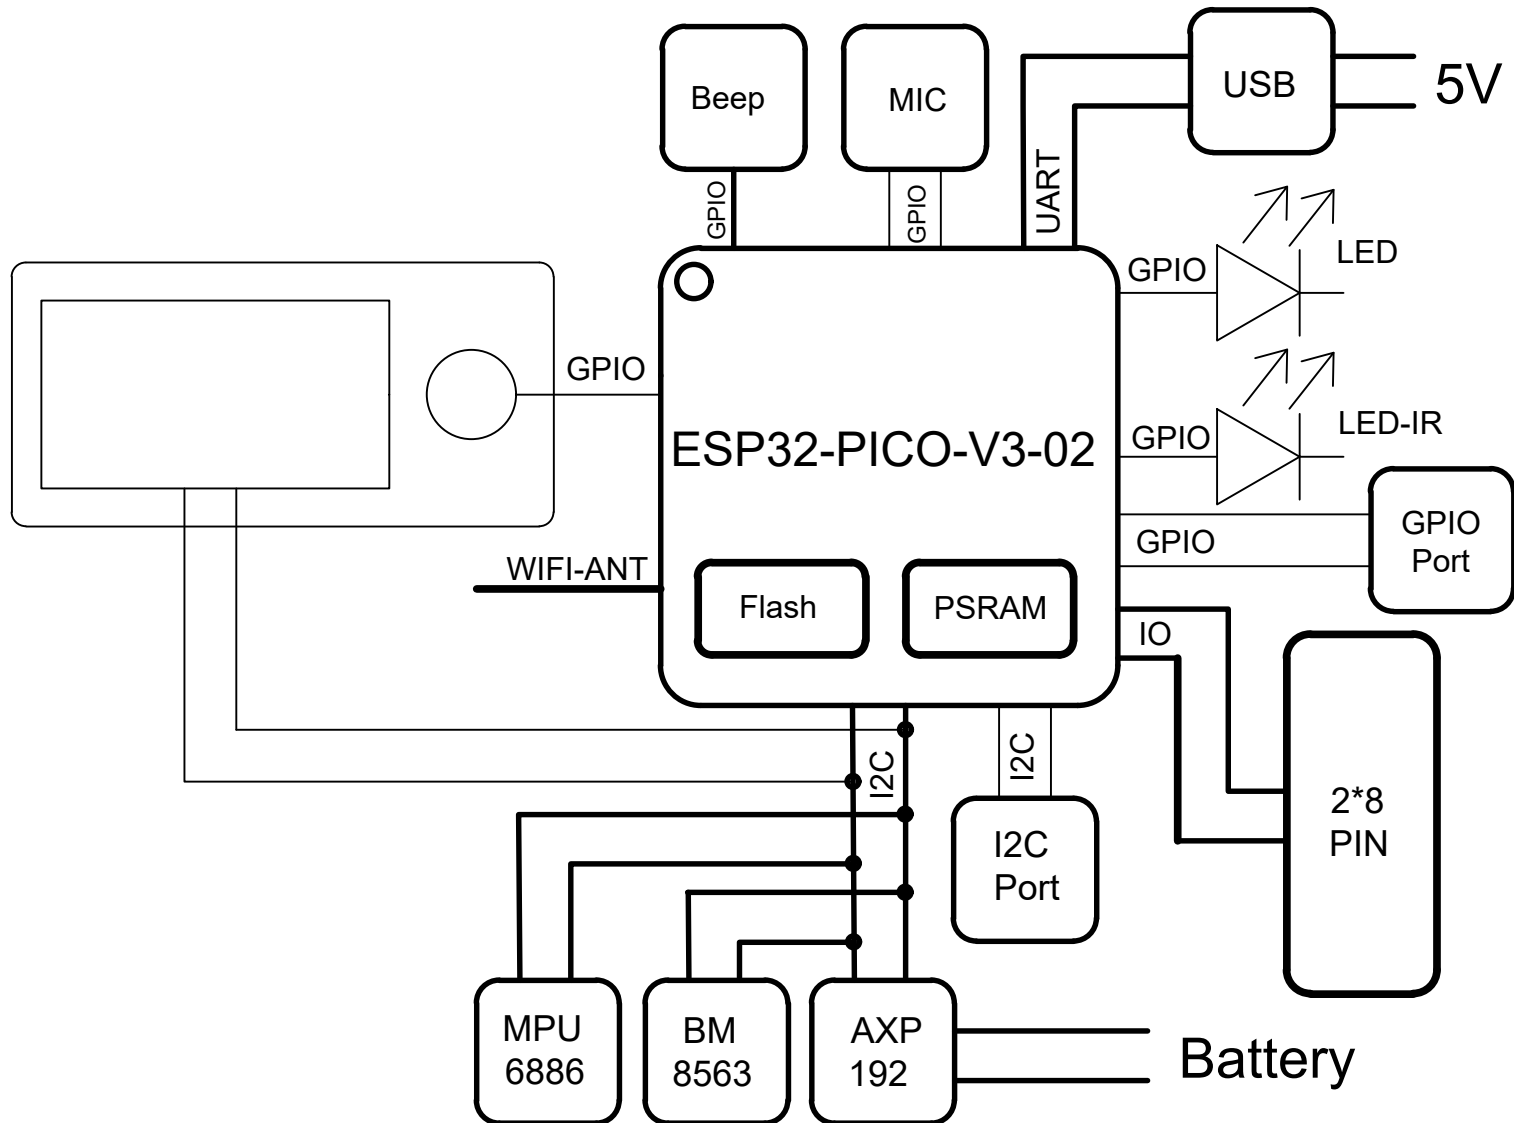 Beep
MIC
USB
5V
GPIO
GPIO
UART
GPIO
LED
GPIO
ESP32-PICO-V3-02
GPIO
LED-IR
GPIO
GPIO
Port
WIFI-ANT
Flash
PSRAM
IO
I2C
I2C
I2C
Port
2*8
PIN
MPU
6886
BM
8563
AXP
192
Battery